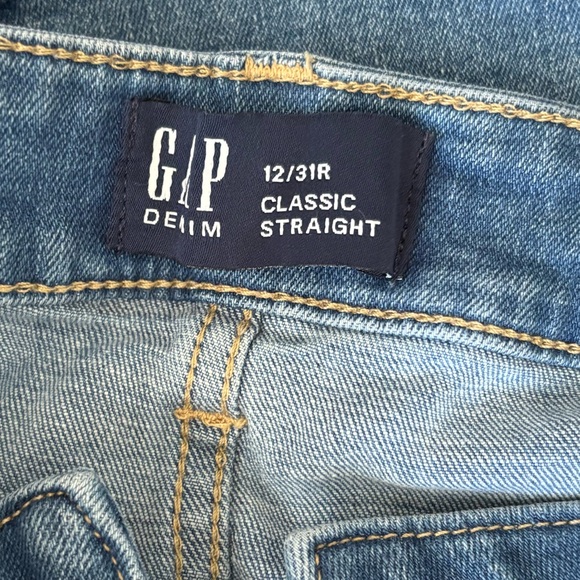 GAP
DENIM
12/31R
CLASSIC
STRAIGHT